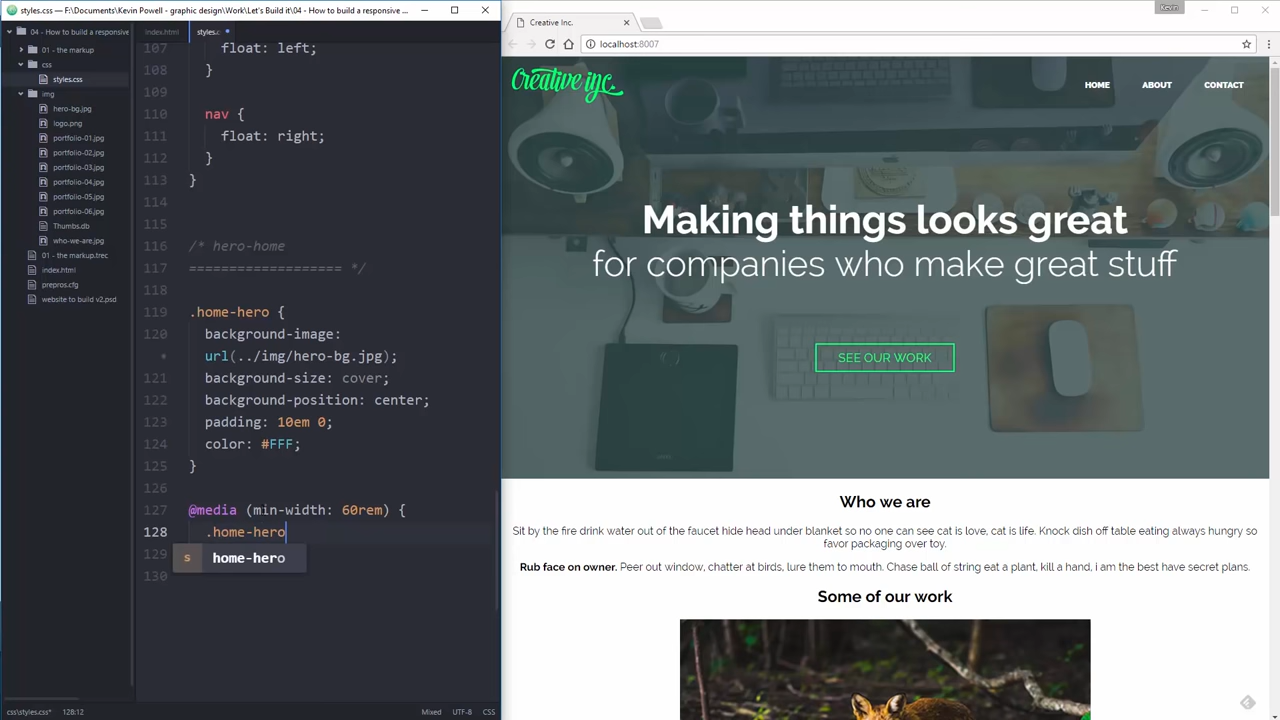 styles.css — F:\Documents\Kevin Powell - graphic design\Work\Let's Build it\04 - How to build a responsive ...
04 - How to build a responsive
01 - the markup
css
styles.css
img
hero-bg.jpg
logo.png
portfolio-01.jpg
portfolio-02.jpg
portfolio-03.jpg
portfolio-04.jpg
portfolio-05.jpg
portfolio-06.jpg
Thumbs.db
who-we-are.jpg
01 - the markup.trec
index.html
prepros.cfg
website to build v2.psd
index.html
styles.c
107 float: left;
108 }
109
110 nav {
111 float: right;
112 }
113 }
114
115
116 /* hero-home
117 =================== */
118
119 .home-hero {
120 background-image:
url(../img/hero-bg.jpg);
121 background-size: cover;
122 background-position: center;
123 padding: 10em 0;
124 color: #FFF;
125 }
126
127 @media (min-width: 60rem) {
128 .home-hero
129
s home-hero
130
css\styles.css* 128:12
Mixed UTF-8 CSS
Kevin
Creative Inc.
localhost:8007
Creative inc.
HOME ABOUT CONTACT
Making things looks great
for companies who make great stuff
SEE OUR WORK
Who we are
Sit by the fire drink water out of the faucet hide head under blanket so no one can see cat is love, cat is life. Knock dish off table eating always hungry so
favor packaging over toy.
Rub face on owner. Peer out window, chatter at birds, lure them to mouth. Chase ball of string eat a plant, kill a hand, i am the best have secret plans.
Some of our work